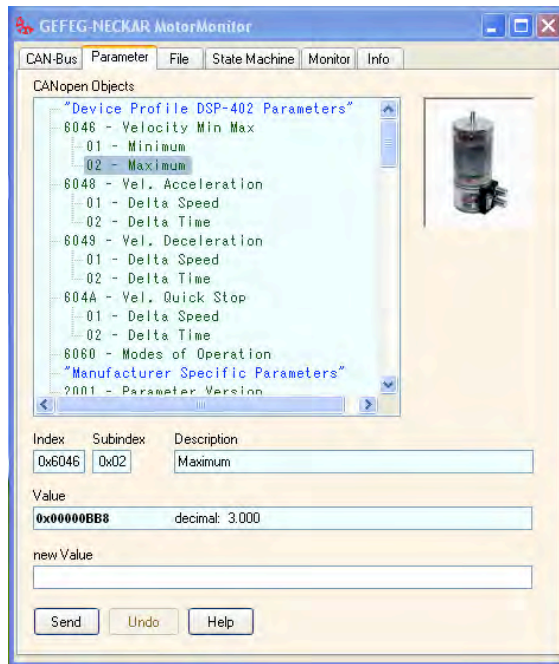 GEFEG-NECKAR MotorMonitor
CAN-Bus Parameter File State Machine Monitor Info
CANopen Objects
"Device Profile DSP-402 Parameters"
6046 - Velocity Min Max
01 - Minimum
02 - Maximum
6048 - Vel. Acceleration
01 - Delta Speed
02 - Delta Time
6049 - Vel. Deceleration
01 - Delta Speed
02 - Delta Time
604A - Vel. Quick Stop
01 - Delta Speed
02 - Delta Time
6060 - Modes of Operation
"Manufacturer Specific Parameters"
2001 - Parameter Version
Index Subindex Description
0x6046 0x02 Maximum
Value
0x00000BB8 decimal: 3.000
new Value
Send Undo Help